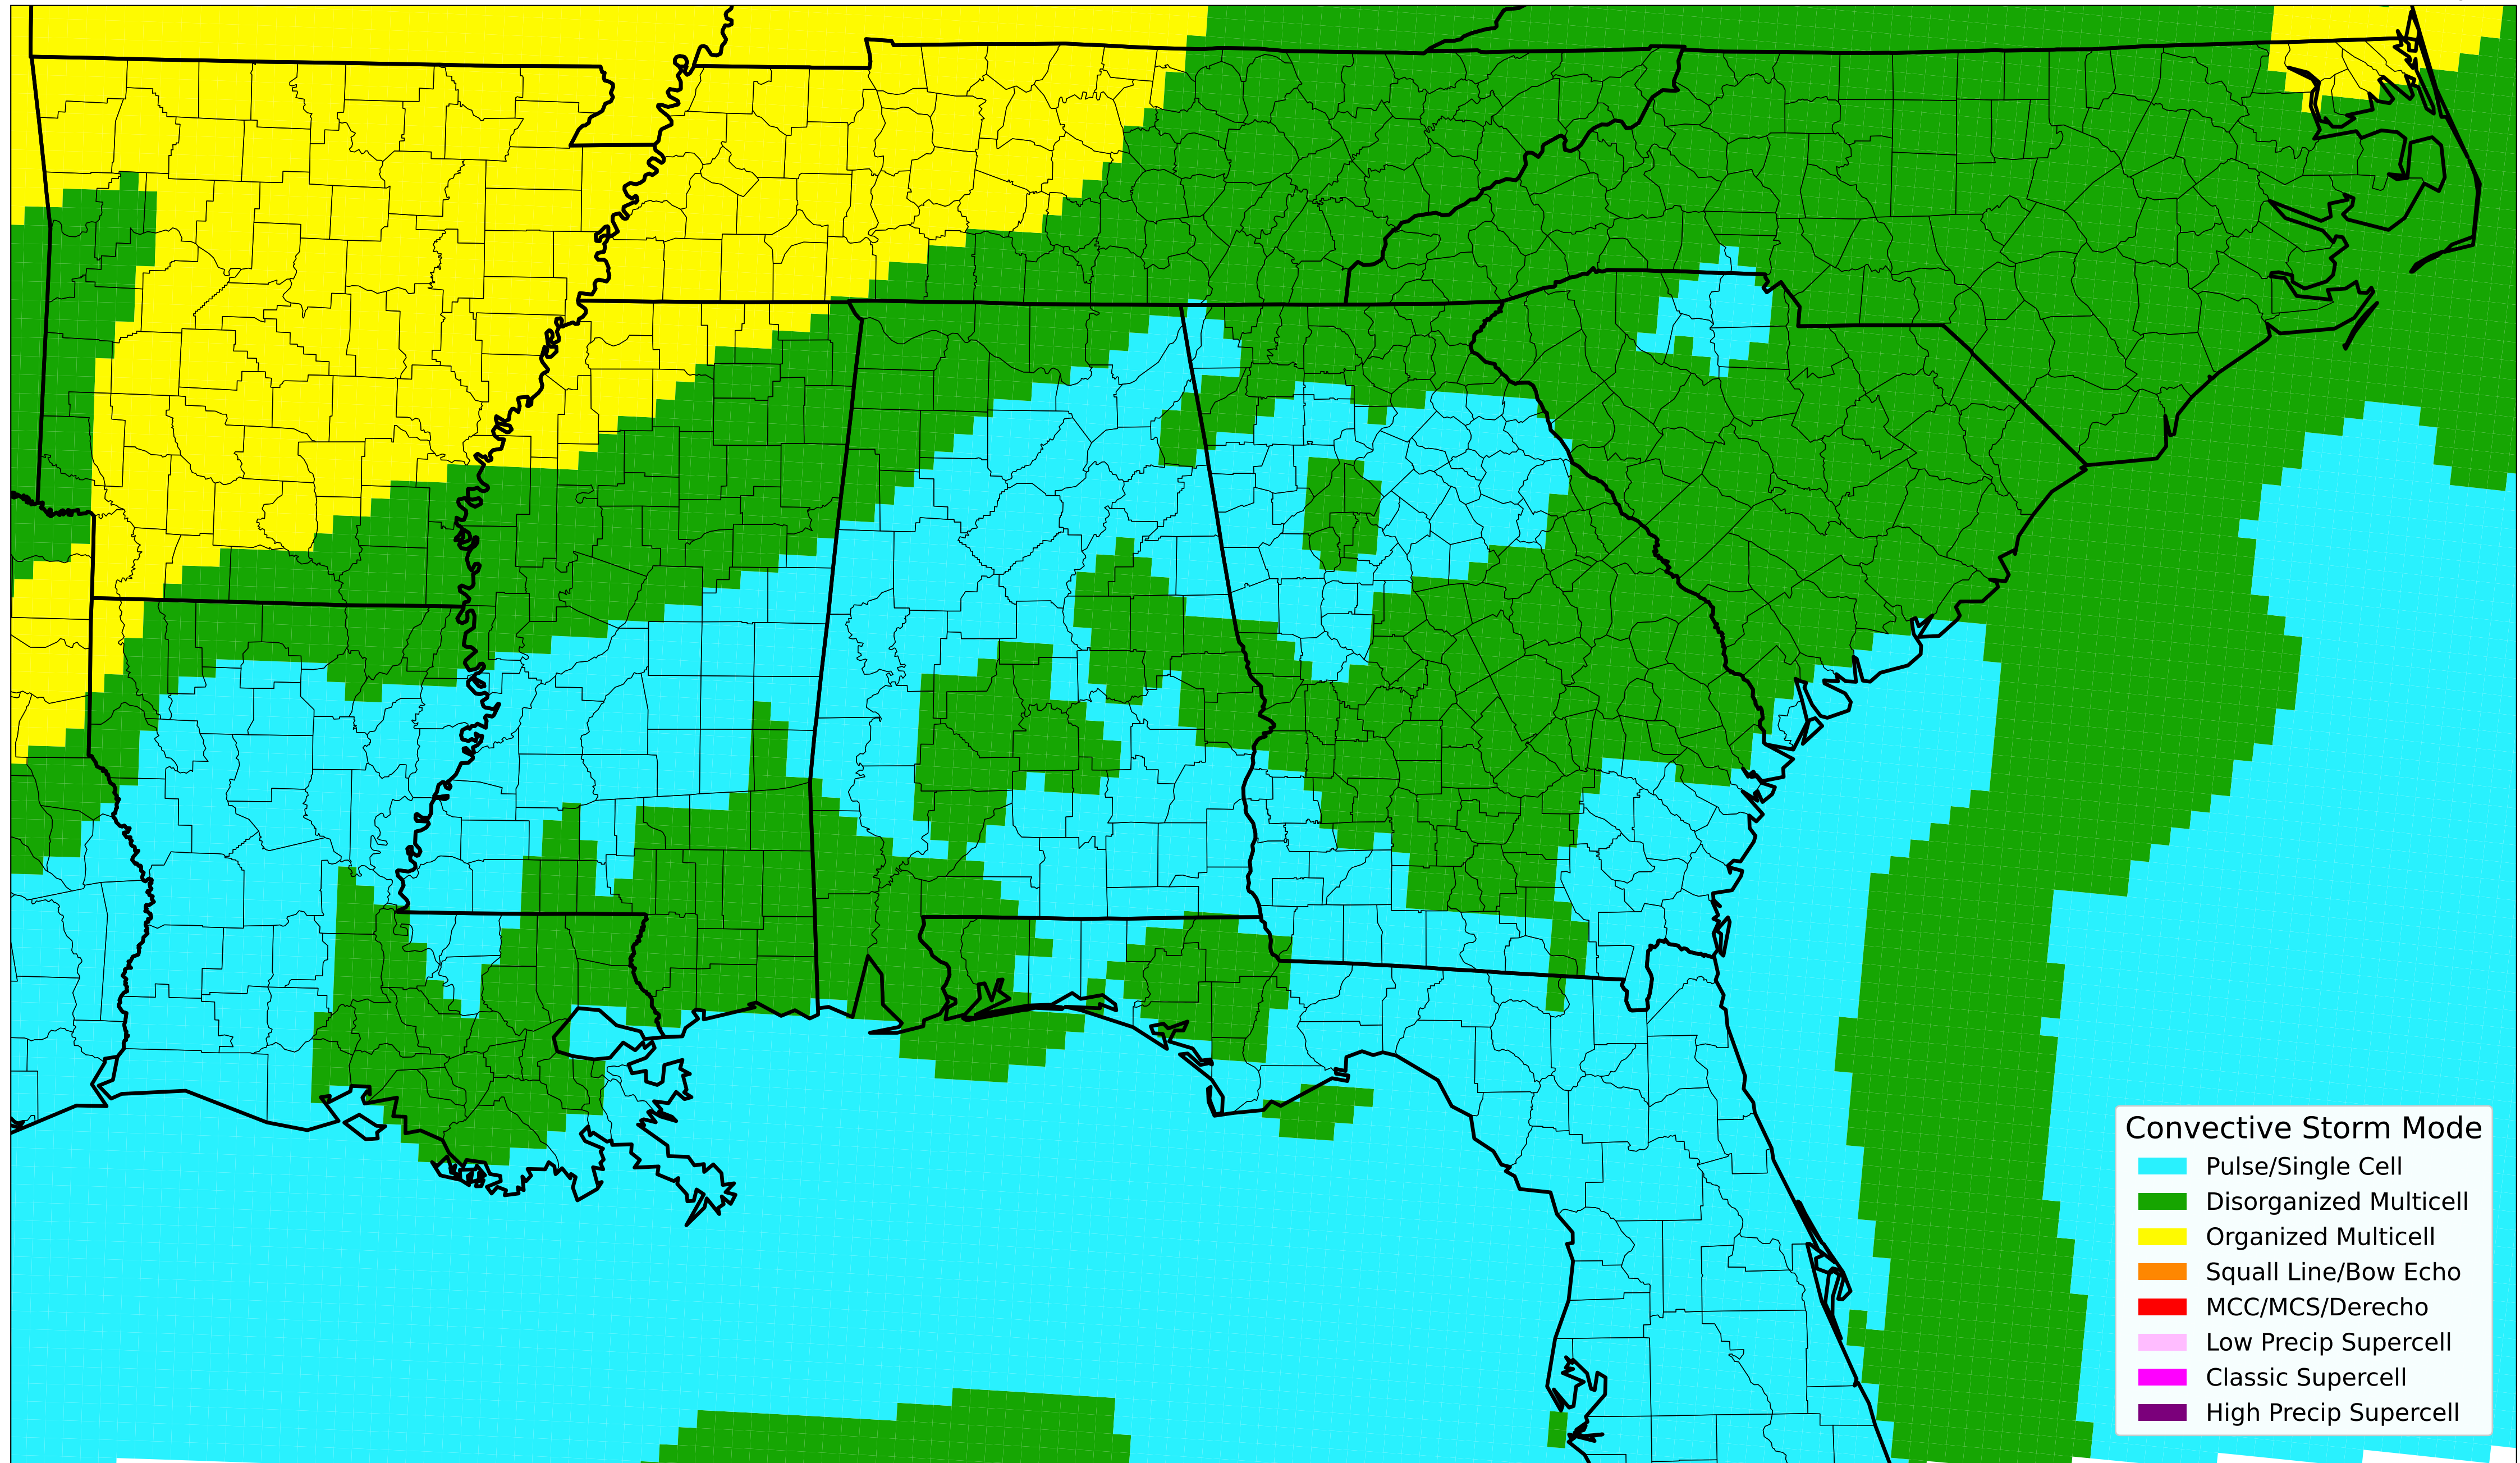 Convective Storm Mode
Pulse/Single Cell
Disorganized Multicell
Organized Multicell
Squall Line/Bow Echo
MCC/MCS/Derecho
Low Precip Supercell
Classic Supercell
High Precip Supercell